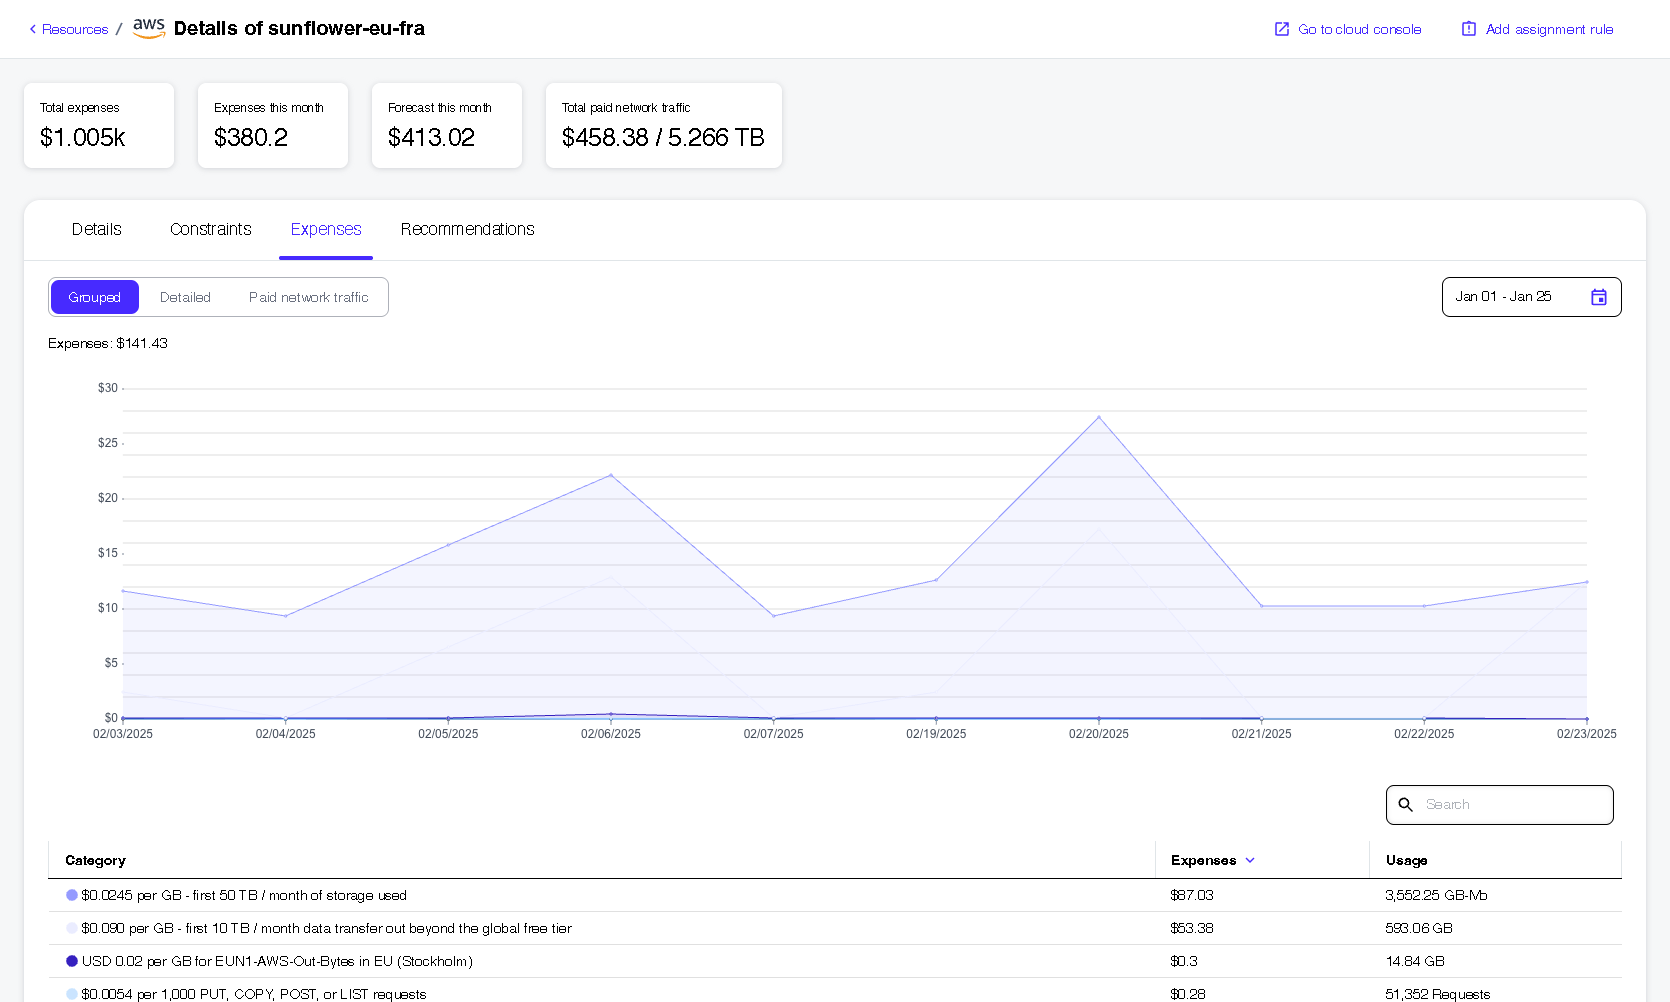 Resources / aws Details of sunflower-eu-fra
Go to cloud console
Add assignment rule
Total expenses
$1.005k
Expenses this month
$380.2
Forecast this month
$413.02
Total paid network traffic
$458.38 / 5.266 TB
Details Constraints Expenses Recommendations
Grouped Detailed Paid network traffic
Jan 01 - Jan 25
Expenses: $141.43
$30
$25
$20
$15
$10
$5
$0
02/03/2025 02/04/2025 02/05/2025 02/06/2025 02/07/2025 02/19/2025 02/20/2025 02/21/2025 02/22/2025 02/23/2025
Search
Category Expenses Usage
$0.0245 per GB - first 50 TB / month of storage used $87.03 3,552.25 GB-Mo
$0.090 per GB - first 10 TB / month data transfer out beyond the global free tier $53.38 593.06 GB
USD 0.02 per GB for EUN1-AWS-Out-Bytes in EU (Stockholm) $0.3 14.84 GB
$0.0054 per 1,000 PUT, COPY, POST, or LIST requests $0.28 51,352 Requests